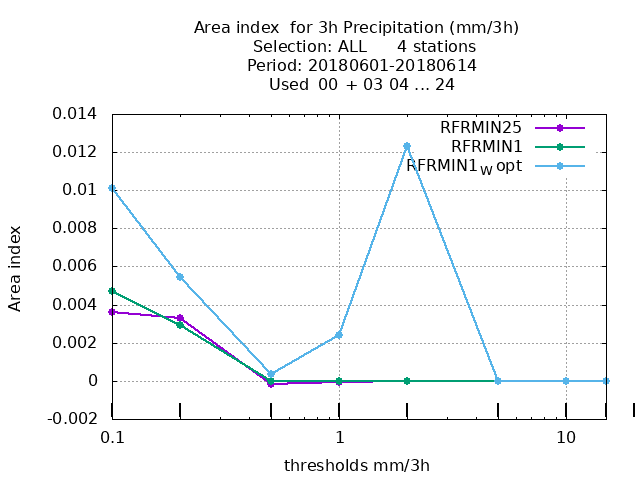 Area index  for 3h Precipitation (mm/3h)
Selection: ALL      4 stations
Period: 20180601-20180614
Used  00  + 03 04 ... 24
0.014
0.012
0.01
0.008
0.006
0.004
0.002
0
-0.002
Area index
RFRMIN25
RFRMIN1
RFRMIN1w opt
0.1
1
10
thresholds mm/3h